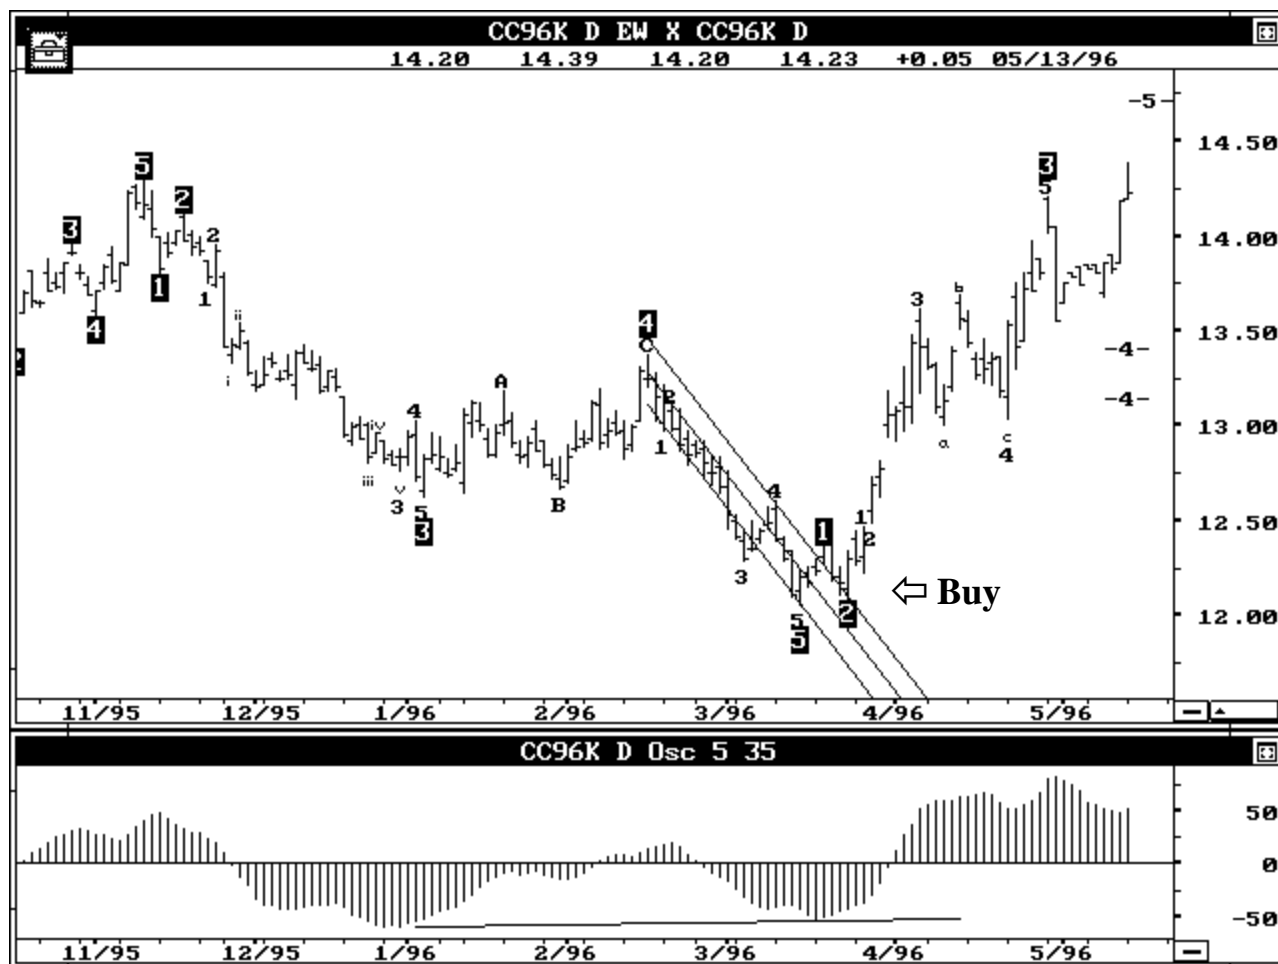 CC96K D EW X CC96K D
14.20 14.39 14.20 14.23 +0.05 05/13/96
-5-
14.50
5 3
5
2
3 2 14.00
1 1 3 b
4 ii 4 13.50
C -4-
i A 2 -4-
iv 4 13.00
1 a c
4
iii v B 4
3 5 1 1 12.50
3 2
3
Buy
5 2 12.00
5
11/95 12/95 1/96 2/96 3/96 4/96 5/96
CC96K D Osc 5 35
50
0
-50
11/95 12/95 1/96 2/96 3/96 4/96 5/96